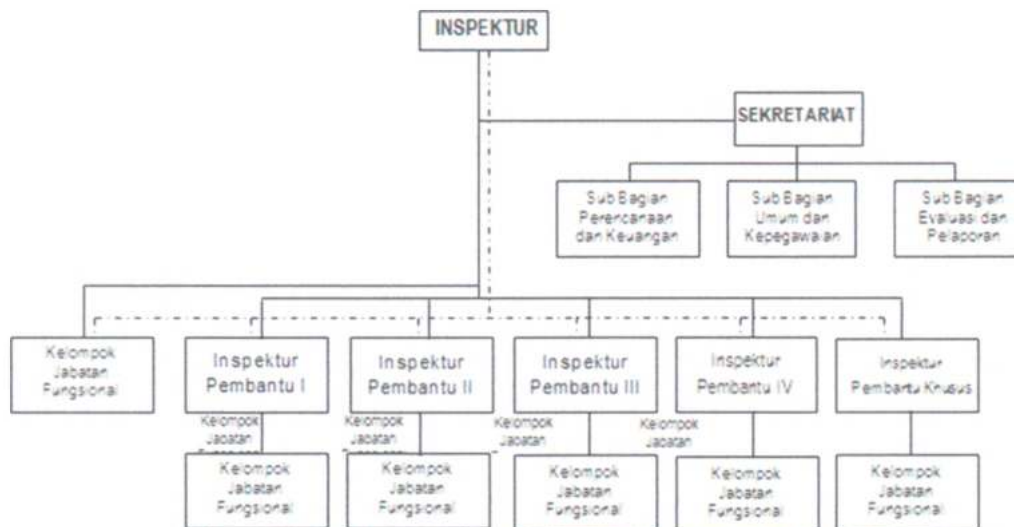 INSPEKTUR
SEKRETARIAT
Sub Bagian
Perencanaan
dan Keuangan
Sub Bagian
Umum dan
Kepegawaian
Sub Bagian
Evaluasi dan
Pelaporan
Kelompok
Jabatan
Fungsional
Inspektur
Pembantu I
Inspektur
Pembantu II
Inspektur
Pembantu III
Inspektur
Pembantu IV
Inspektur
Pembantu Khusus
Kelompok
Jabatan
Kelompok
Jabatan
Kelompok
Jabatan
Kelompok
Jabatan
Kelompok
Jabatan
Fungsional
Kelompok
Jabatan
Fungsional
Kelompok
Jabatan
Fungsional
Kelompok
Jabatan
Fungsional
Kelompok
Jabatan
Fungsional